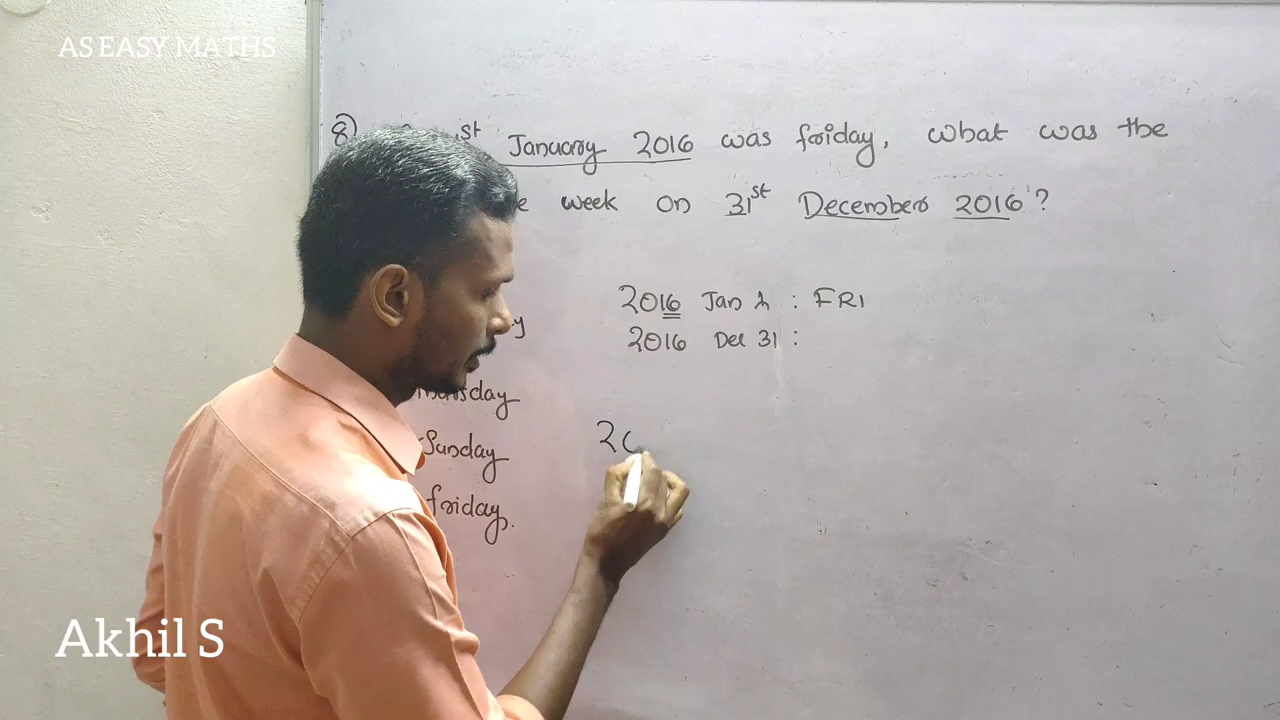 AS EASY MATHS
8) st January 2016 was friday, what was the
week on 31st December 2016 ?
2016 Jan 1 : FRI
2016 Dec 31 :
Sunday
friday.
20
Akhil S